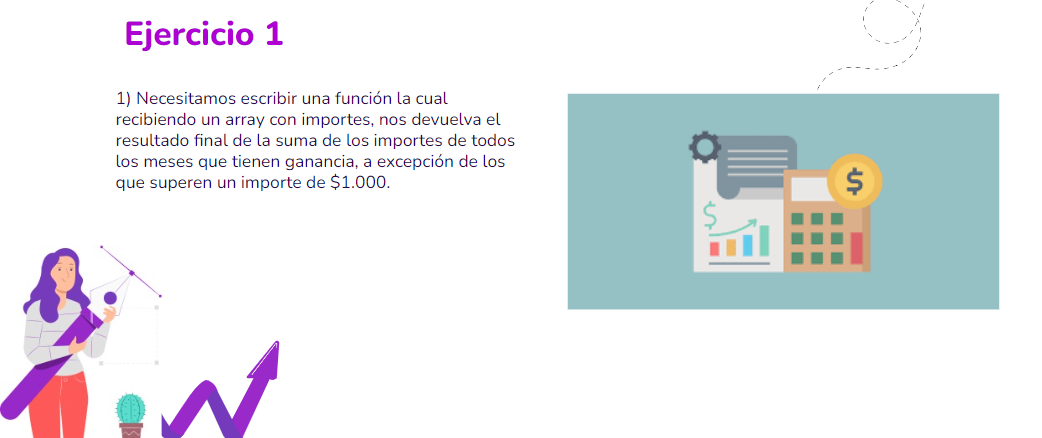 Ejercicio 1
1) Necesitamos escribir una función la cual
recibiendo un array con importes, nos devuelva el
resultado final de la suma de los importes de todos
los meses que tienen ganancia, a excepción de los
que superen un importe de $1.000.
$
$